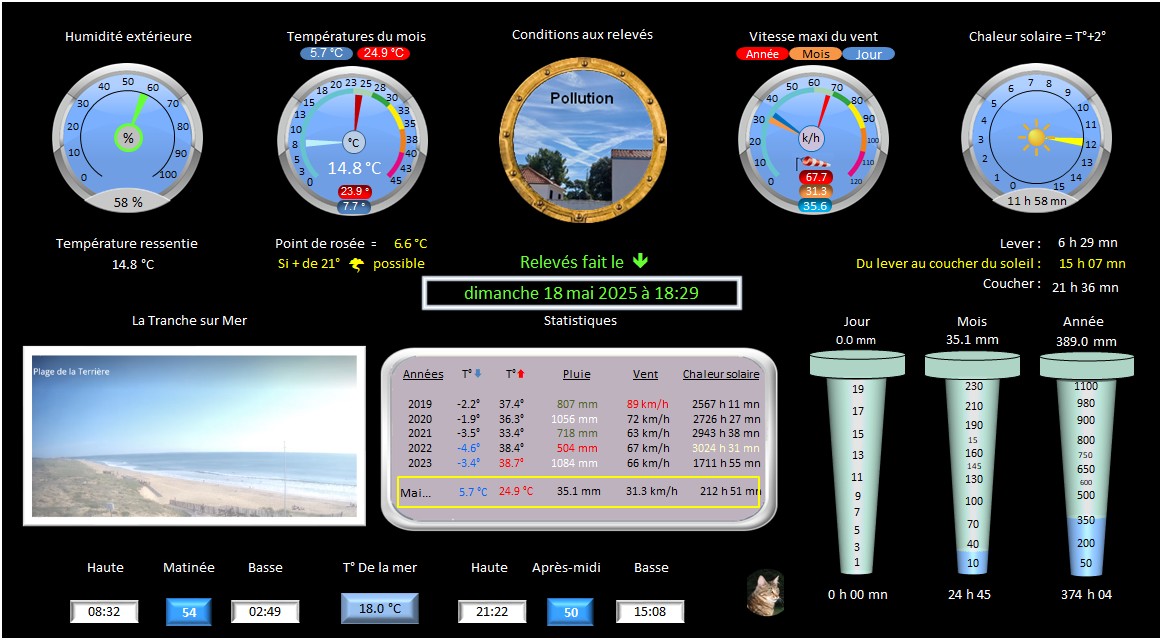 Humidité extérieure
Températures du mois
Conditions aux relevés
Vitesse maxi du vent
Chaleur solaire = T°+2°
5.7 °C 24.9 °C
Année Mois Jour
0 10 20 30 40 50 60 70 80 90 100
%
58 %
0 3 5 8 10 13 15 18 20 23 25 28 30 33 35 38 40 43 45
°C
14.8 °C
23.9 °
7.7 °
Pollution
0 10 20 30 40 50 60 70 80 90 100 110 120
k/h
67.7
31.3
35.6
0 1 2 3 4 5 6 7 8 9 10 11 12 13 14 15
11 h 58 mn
Température ressentie
14.8 °C
Point de rosée = 6.6 °C
Si + de 21° possible
Relevés fait le
dimanche 18 mai 2025 à 18:29
Lever : 6 h 29 mn
Du lever au coucher du soleil : 15 h 07 mn
Coucher : 21 h 36 mn
La Tranche sur Mer
Plage de la Terrière
Statistiques
Années T° T° Pluie Vent Chaleur solaire
2019 -2.2° 37.4° 807 mm 89 km/h 2567 h 11 mn
2020 -1.9° 36.3° 1056 mm 72 km/h 2726 h 27 mn
2021 -3.5° 33.4° 718 mm 63 km/h 2943 h 38 mn
2022 -4.6° 38.4° 504 mm 67 km/h 3024 h 31 mn
2023 -3.4° 38.7° 1084 mm 66 km/h 1711 h 55 mn
Mai... 5.7 °C 24.9 °C 35.1 mm 31.3 km/h 212 h 51 mn
Jour
0.0 mm
19
17
15
13
11
9
7
5
3
1
0 h 00 mn
Mois
35.1 mm
230
210
190
15
160
145
130
100
70
40
10
24 h 45
Année
389.0 mm
1100
980
900
800
750
650
600
500
350
200
50
374 h 04
Haute Matinée Basse
08:32 54 02:49
T° De la mer
18.0 °C
Haute Après-midi Basse
21:22 50 15:08